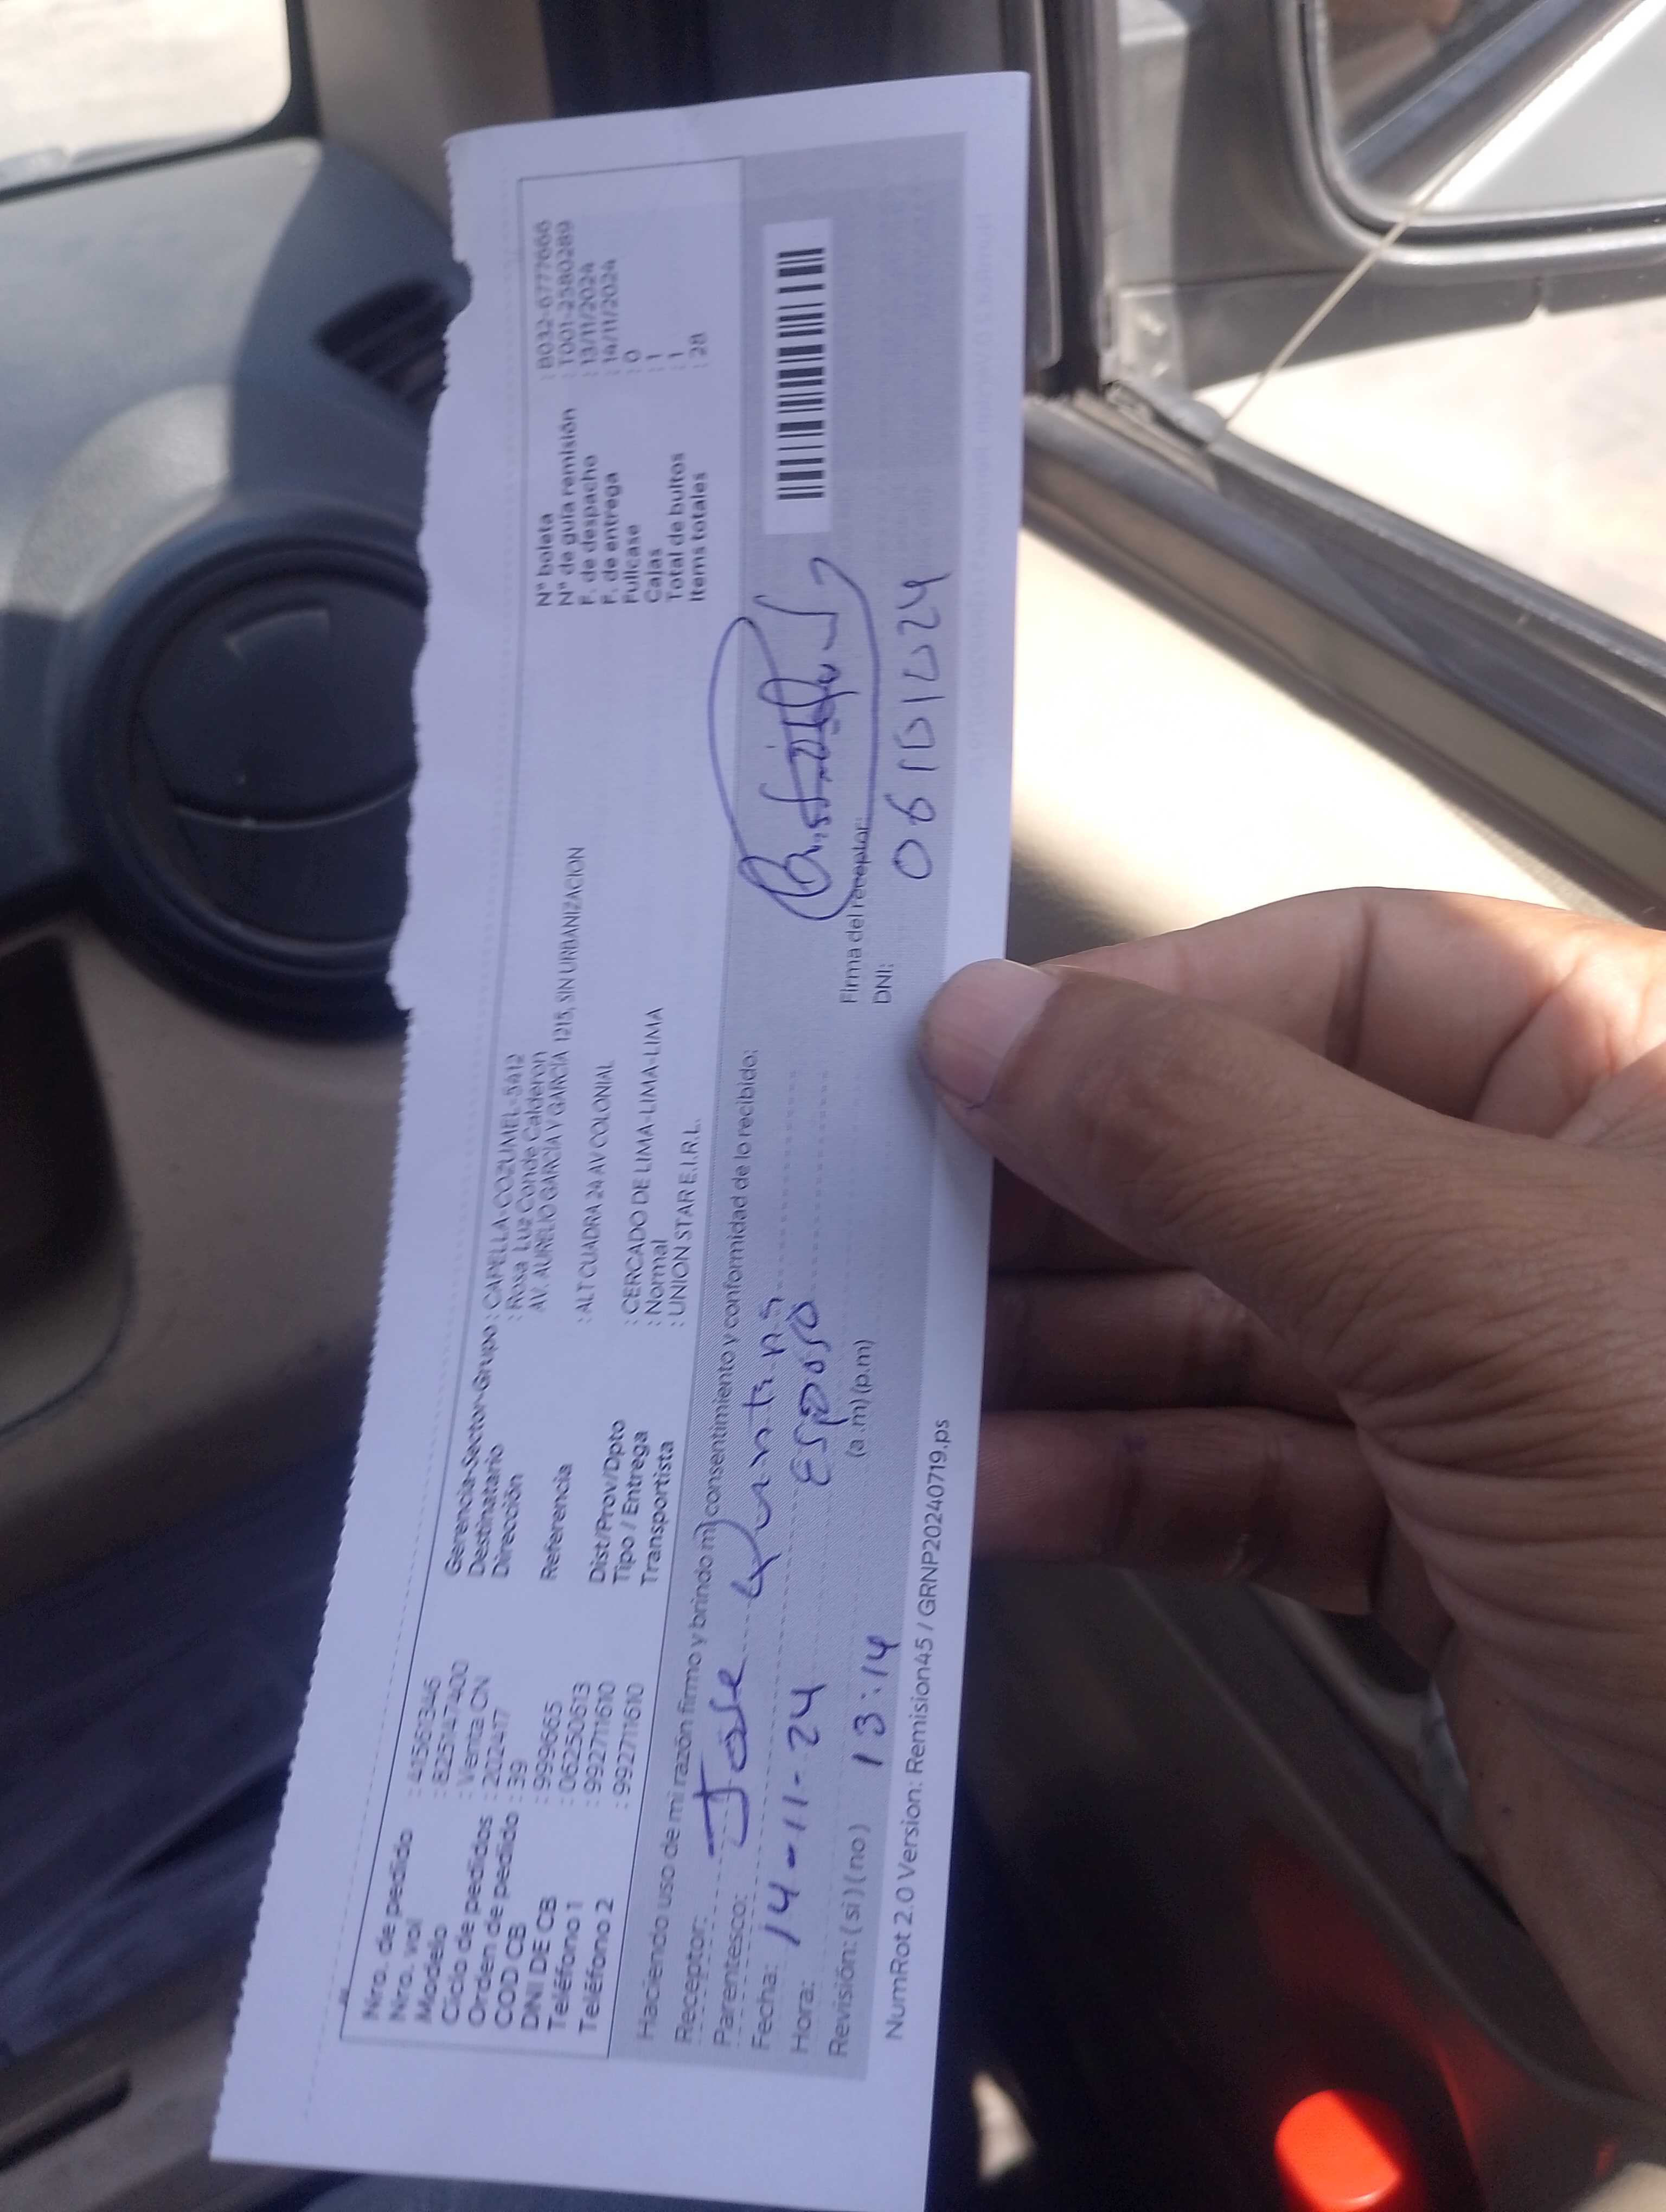 Nro. de pedido : 41561346
Nro. vol : 825147400
Modelo : Venta CN
Ciclo de pedidos : 202417
Orden de pedido : 39
COD CB : 999665
DNI DE CB : 06250613
Teléfono 1 : 992711610
Teléfono 2 : 992711610
Gerencia-Sector-Grupo : CAPELLA-COZUMEL-5412
Destinatario : Rosa Luz Conde Calderon
Dirección AV. AURELIO GARCIA Y GARCIA 1215, SIN URBANIZACION
Referencia : ALT CUADRA 24 AV COLONIAL
Dist/Prov/Dpto : CERCADO DE LIMA-LIMA-LIMA
Tipo / Entrega : Normal
Transportista : UNION STAR E.I.R.L.
N° boleta : B032-6777666
N° de guía remisión : T001-2580289
F. de despacho : 13/11/2024
F. de entrega : 14/11/2024
Fullcase : 0
Cajas : 1
Total de bultos : 1
Items totales : 28
Haciendo uso de mi razón firmo y brindo mi consentimiento y conformidad de lo recibido:
Receptor: Jose Quintana
Parentesco: Esposo
Fecha: 14-11-24
Hora: 13:14 (a.m) (p.m)
Revisión: ( si ) ( no )
Firma del receptor:
DNI:
NumRot 2.0 Version: Remision45 / GRNP20240719.ps